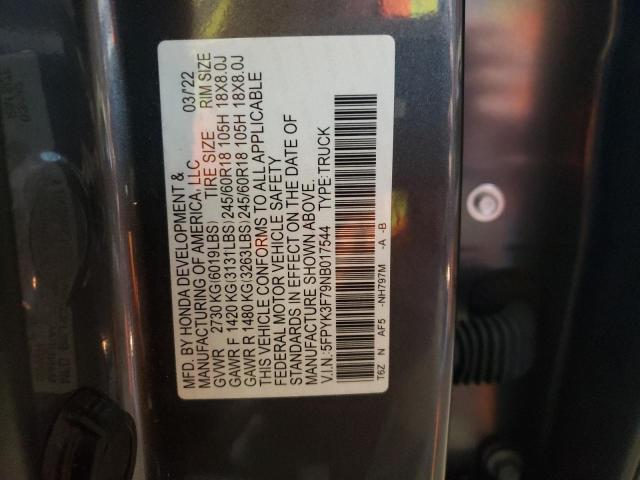 MFD. BY HONDA DEVELOPMENT & 03/'22
MANUFACTURING OF AMERICA, LLC
GVWR 2730 KG(6019LBS) TIRE SIZE RIM SIZE
GAWR F 1420 KG(3131LBS)245/60R18 105H 18X8.0J
GAWR R 1480 KG(3263LBS)245/60R18 105H 18X8.0J
THIS VEHICLE CONFORMS TO ALL APPLICABLE
FEDERAL MOTOR VEHICLE SAFETY
STANDARDS IN EFFECT ON THE DATE OF
MANUFACTURE SHOWN ABOVE.
V.I.N.:5FPYK3F79NB017544 TYPE:TRUCK
T6Z N AF5 -NH797M -A -B